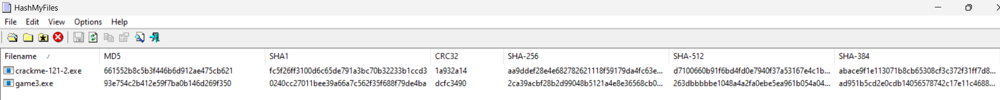 HashMyFiles
File Edit View Options Help
Filename MD5 SHA1 CRC32 SHA-256 SHA-512 SHA-384
crackme-121-2.exe 661552b8c5b3f446b6d912ae475cb621 fc5f26ff3100d6c65de791a3bc70b32233b1ccd3 1a932a14 aa9ddef28e4e682782621118f59179da4fc63e... d7100660b91f6bd4fd0e7940f37a53167e4c1b... abace9f1e113071b8cb65308cf3c372f31ff7d8...
game3.exe 93e754c2b412e59f7ba0b146d269f350 0240cc27011bee39a66a7c562f35f688f79de4ba dcfc3490 2ca39acbf28b2d99048b5121a4e8e36568cb0... 263dbbbbbe1048a4a2fa0ebe5ea961b054a04... ad951b5cd2e0cdb14056578742c17e11c4688...